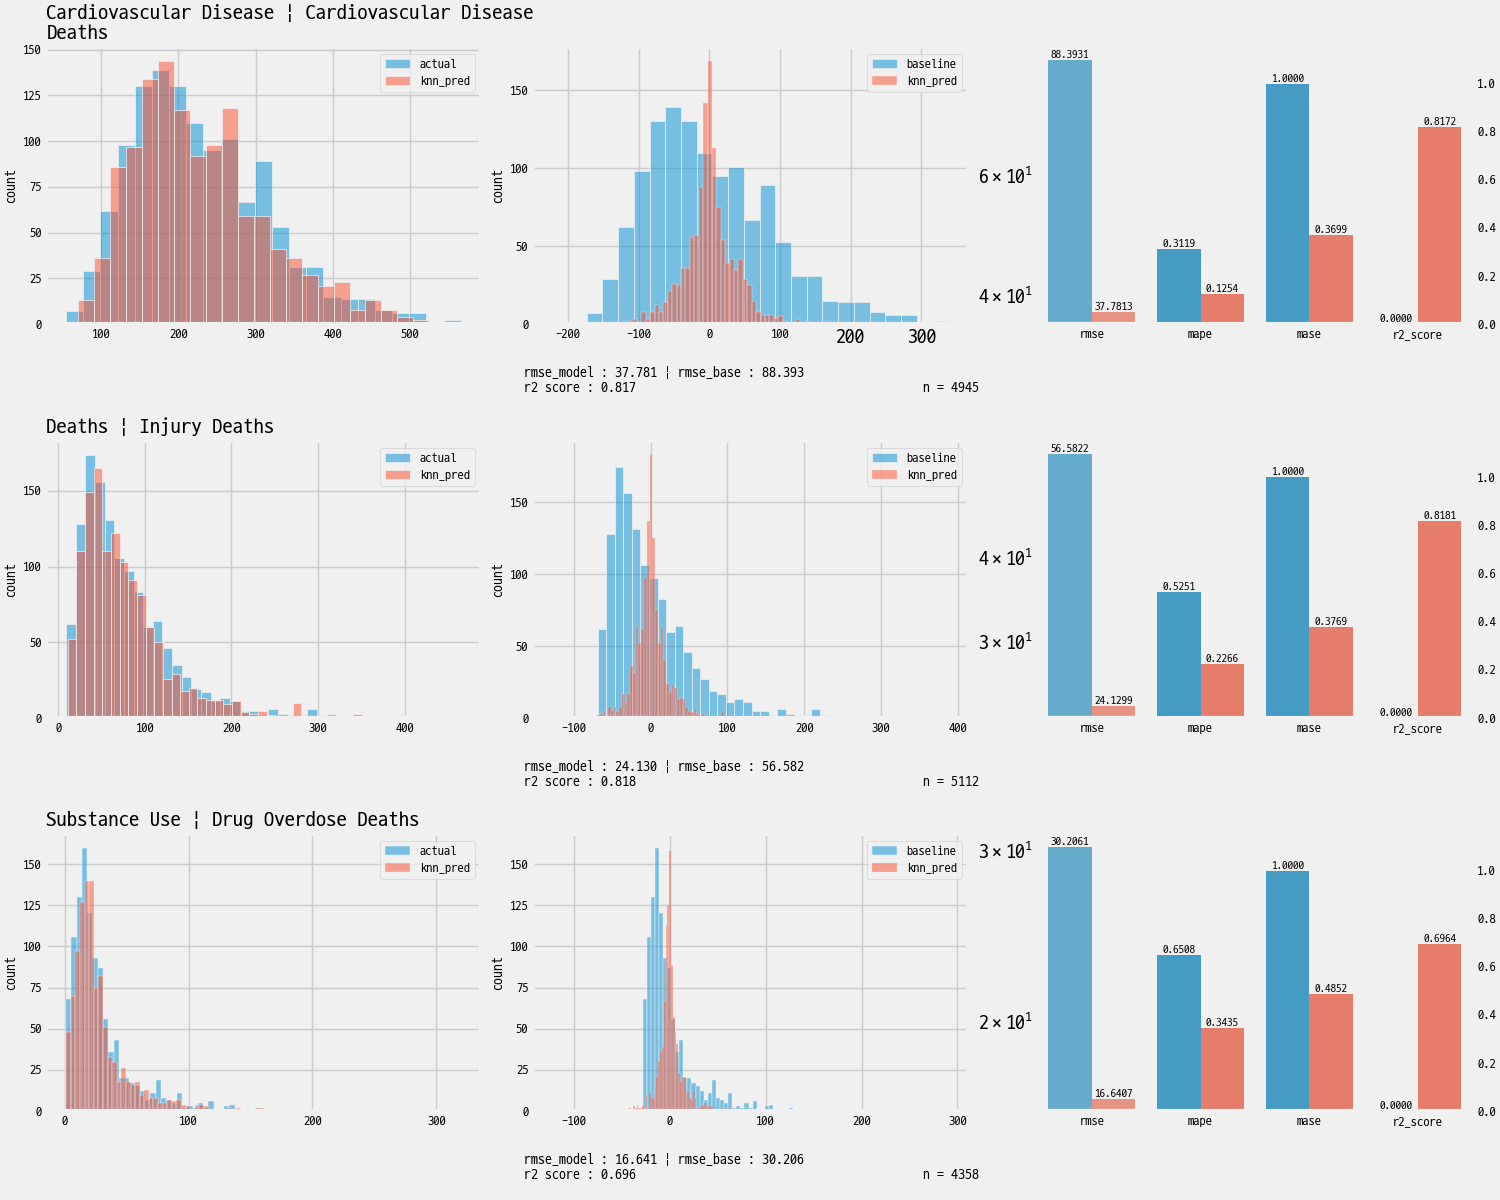 Cardiovascular Disease ¦ Cardiovascular Disease
Deaths
150
125
100
75
50
25
0
count
100
200
300
400
500
actual
knn_pred
150
100
50
0
count
−200
−100
0
100
200
300
baseline
knn_pred
rmse_model : 37.781 ¦ rmse_base : 88.393
r2 score : 0.817
n = 4945
6 × 10¹
4 × 10¹
88.3931
37.7813
0.3119
0.1254
1.0000
0.3699
0.0000
0.8172
rmse
mape
mase
r2_score
1.0
0.8
0.6
0.4
0.2
0.0
Deaths ¦ Injury Deaths
150
100
50
0
count
0
100
200
300
400
actual
knn_pred
150
100
50
0
count
−100
0
100
200
300
400
baseline
knn_pred
rmse_model : 24.130 ¦ rmse_base : 56.582
r2 score : 0.818
n = 5112
4 × 10¹
3 × 10¹
56.5822
24.1299
0.5251
0.2266
1.0000
0.3769
0.0000
0.8181
rmse
mape
mase
r2_score
1.0
0.8
0.6
0.4
0.2
0.0
Substance Use ¦ Drug Overdose Deaths
150
125
100
75
50
25
0
count
0
100
200
300
actual
knn_pred
150
125
100
75
50
25
0
count
−100
0
100
200
300
baseline
knn_pred
rmse_model : 16.641 ¦ rmse_base : 30.206
r2 score : 0.696
n = 4358
3 × 10¹
2 × 10¹
30.2061
16.6407
0.6508
0.3435
1.0000
0.4852
0.0000
0.6964
rmse
mape
mase
r2_score
1.0
0.8
0.6
0.4
0.2
0.0